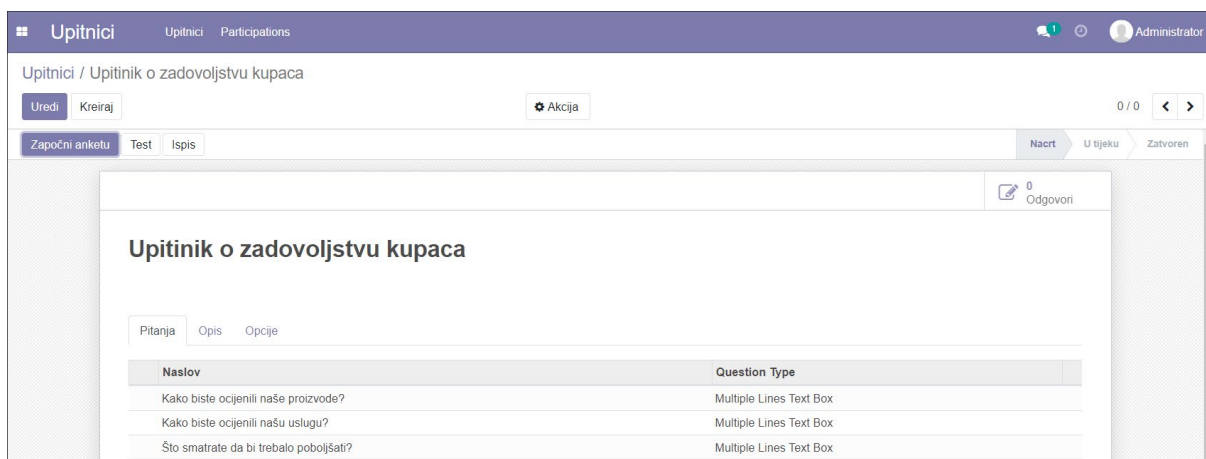 Upitnici Upitnici Participations 1 Administrator
Upitnici / Upitinik o zadovoljstvu kupaca
Uredi Kreiraj Akcija 0 / 0
Započni anketu Test Ispis Nacrt U tijeku Zatvoren
0
Odgovori
Upitinik o zadovoljstvu kupaca
Pitanja Opis Opcije
Naslov Question Type
Kako biste ocijenili naše proizvode? Multiple Lines Text Box
Kako biste ocijenili našu uslugu? Multiple Lines Text Box
Što smatrate da bi trebalo poboljšati? Multiple Lines Text Box